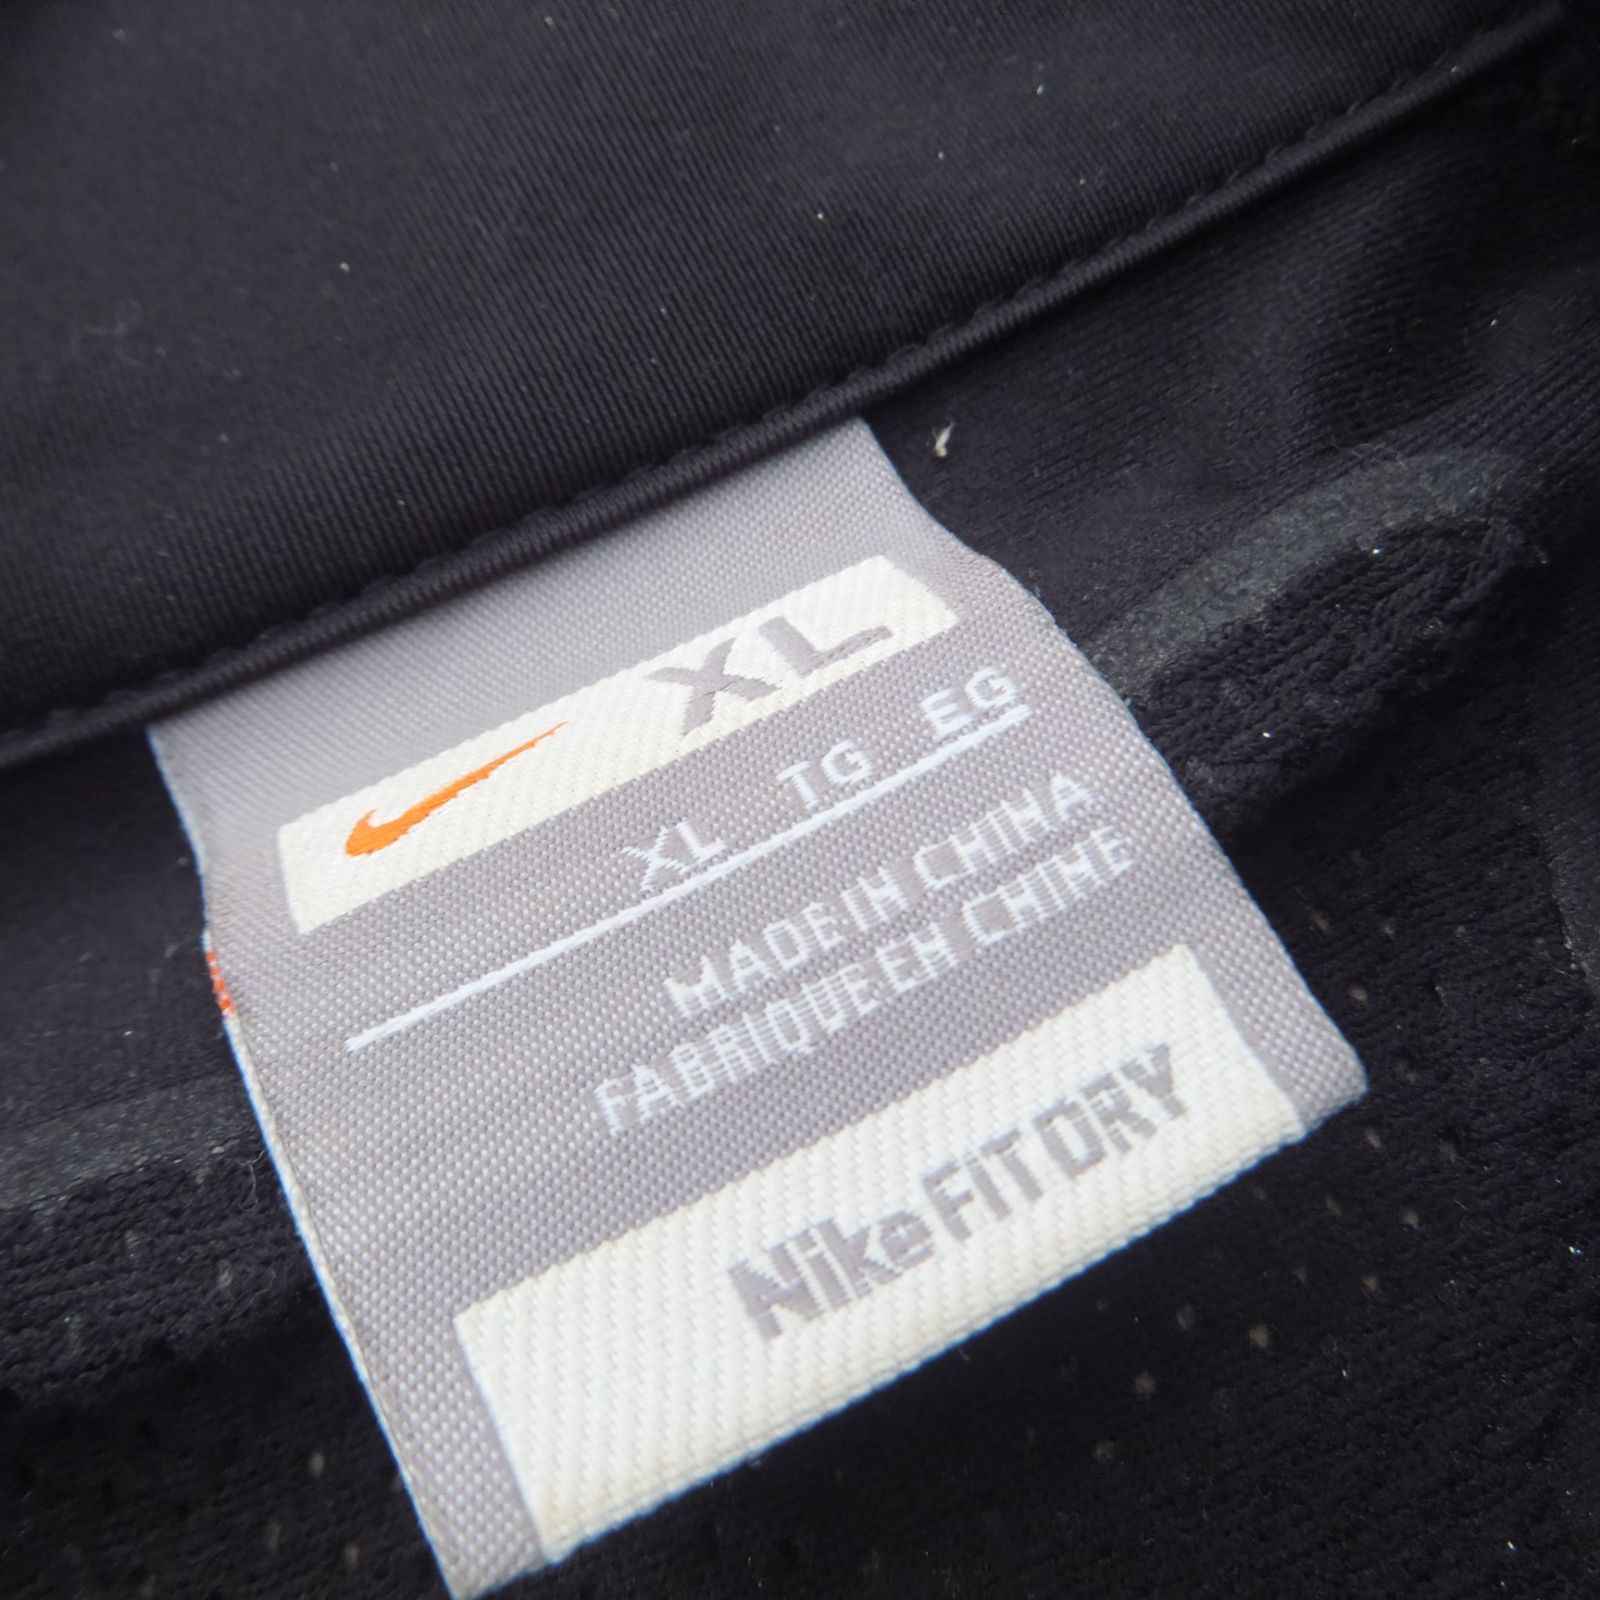 XL
XL TG EG
MADE IN CHINA
FABRIQUE EN CHINE
Nike FIT DRY